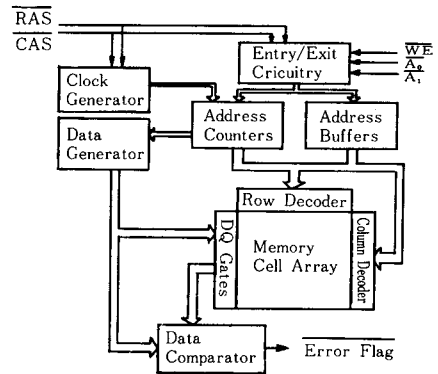 RAS
CAS
Entry/Exit
Cricuitry
WE
A₀
A₁
Clock
Generator
Data
Generator
Address
Counters
Address
Buffers
Row Decoder
DQ Gates
Memory
Cell Array
Column Decoder
Data
Comparator
Error Flag